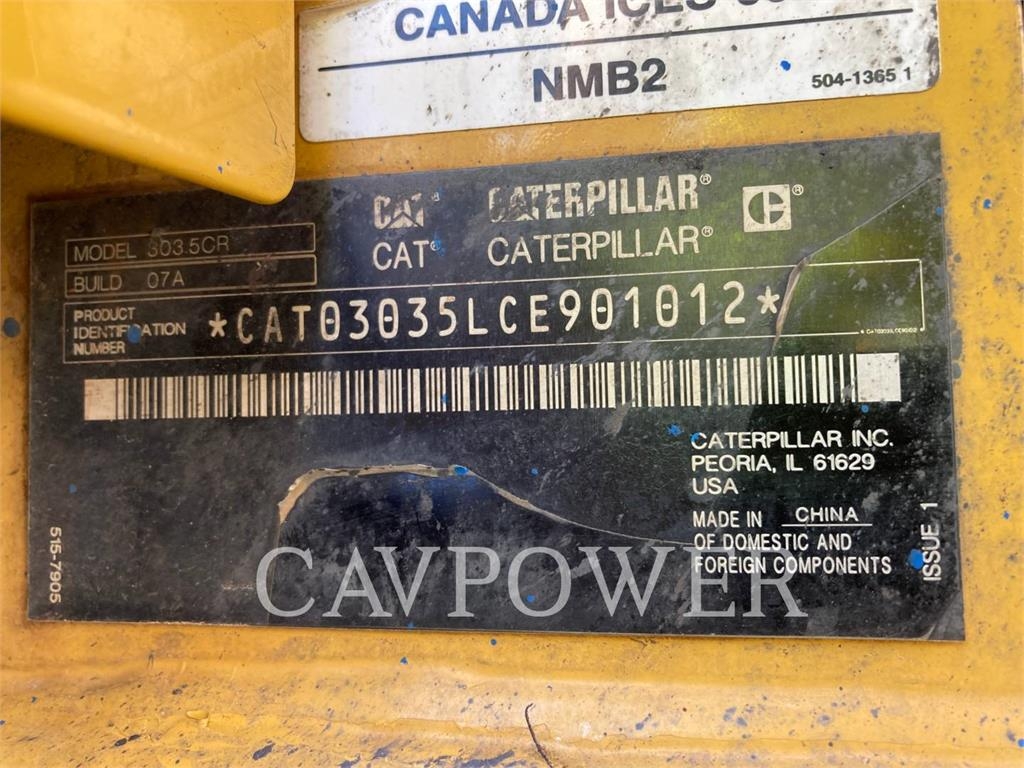 CANADA ICES
NMB2
504-1365 1
CAT CATERPILLAR® CE®
CAT® CATERPILLAR®
MODEL 303.5CR
BUILD 07A
PRODUCT
IDENTIFICATION
NUMBER
*CAT03035LCE901012*
CATERPILLAR INC.
PEORIA, IL 61629
USA
MADE IN CHINA
OF DOMESTIC AND
FOREIGN COMPONENTS
515-7905
ISSUE 1
CAVPOWER